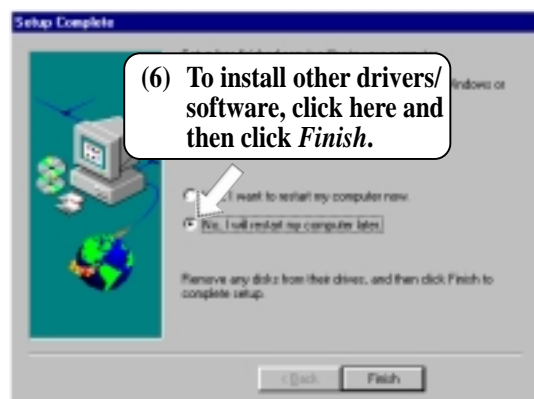 Setup Complete
(6) To install other drivers/
software, click here and
then click Finish.
Windows or
I want to restart my computer now.
No, I will restart my computer later.
Remove any disks from their drives, and then click Finish to
complete setup.
< Back
Finish